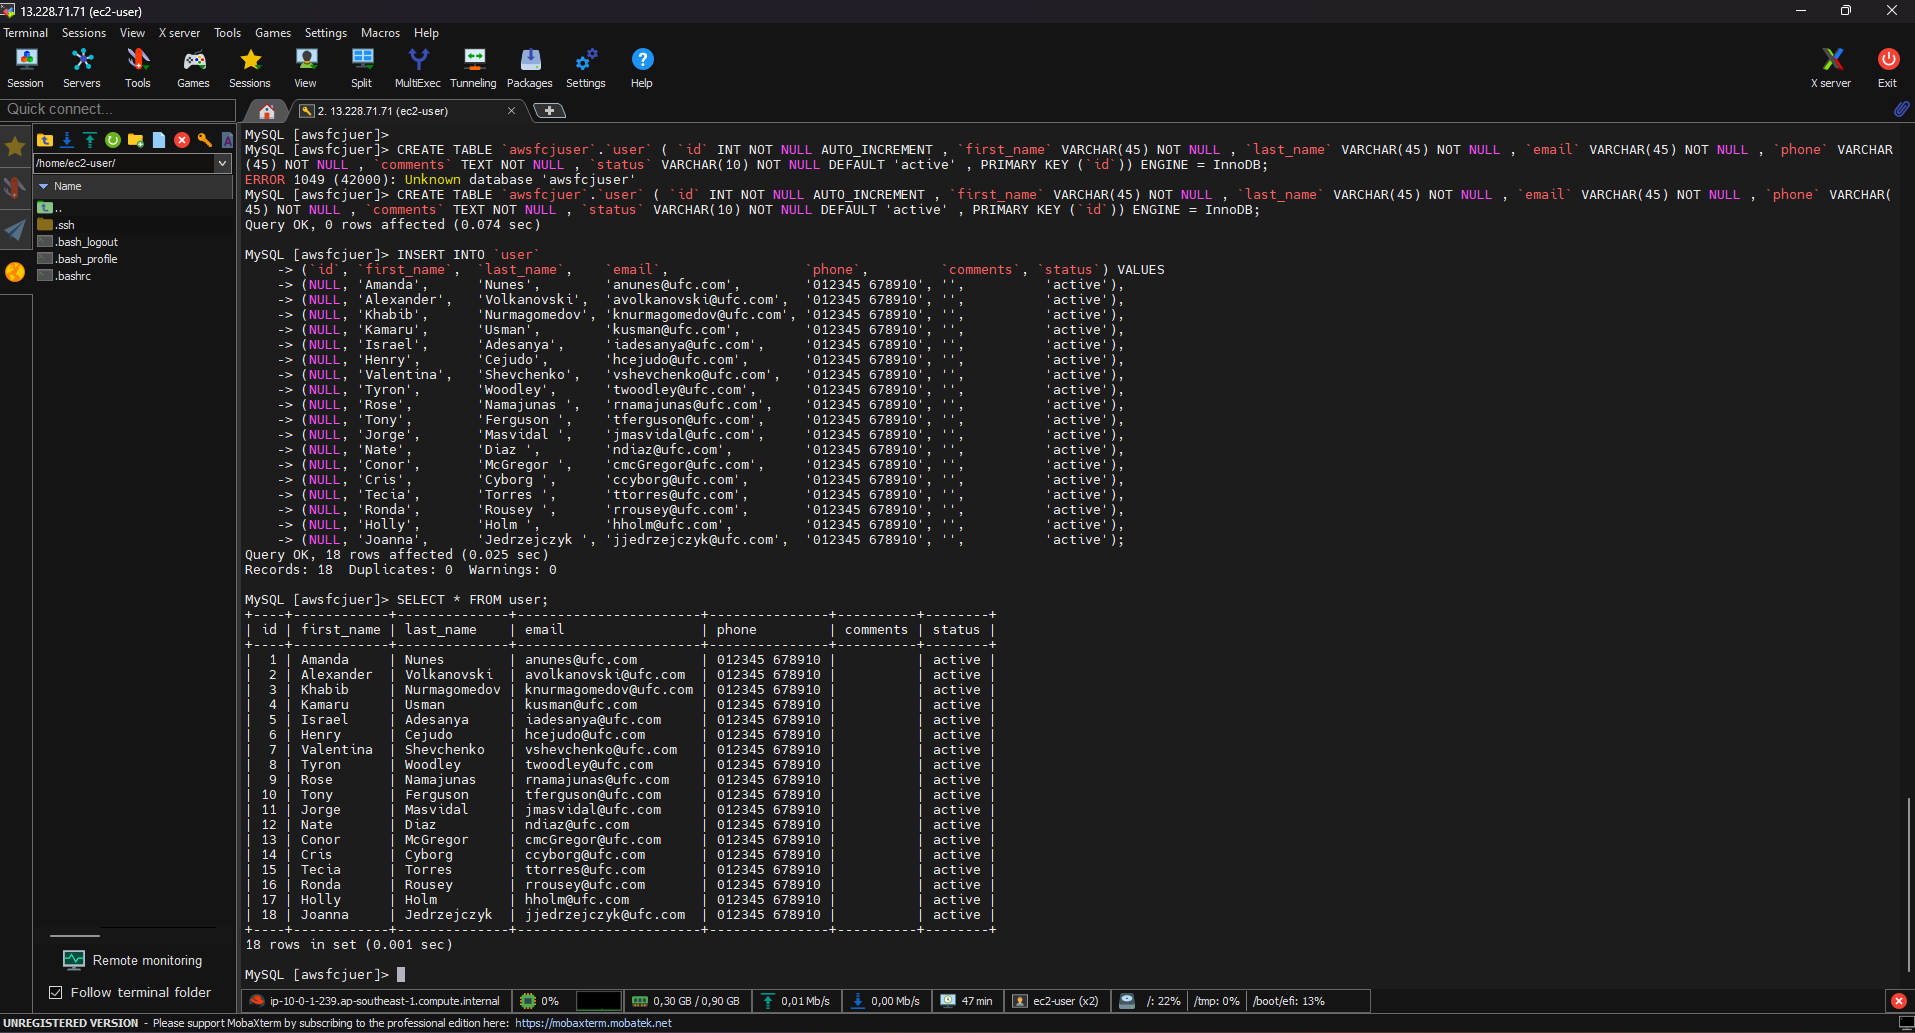 13.228.71.71 (ec2-user)
Terminal Sessions View X server Tools Games Settings Macros Help
Session Servers Tools Games Sessions View Split MultiExec Tunneling Packages Settings Help X server Exit
Quick connect...
2. 13.228.71.71 (ec2-user)
/home/ec2-user/
Name
..
.ssh
.bash_logout
.bash_profile
.bashrc
MySQL [awsfcjuer]>
MySQL [awsfcjuer]> CREATE TABLE `awsfcjuser`.`user` ( `id` INT NOT NULL AUTO_INCREMENT , `first_name` VARCHAR(45) NOT NULL , `last_name` VARCHAR(45) NOT NULL , `email` VARCHAR(45) NOT NULL , `phone` VARCHAR
(45) NOT NULL , `comments` TEXT NOT NULL , `status` VARCHAR(10) NOT NULL DEFAULT 'active' , PRIMARY KEY (`id`)) ENGINE = InnoDB;
ERROR 1049 (42000): Unknown database 'awsfcjuser'
MySQL [awsfcjuer]> CREATE TABLE `awsfcjuer`.`user` ( `id` INT NOT NULL AUTO_INCREMENT , `first_name` VARCHAR(45) NOT NULL , `last_name` VARCHAR(45) NOT NULL , `email` VARCHAR(45) NOT NULL , `phone` VARCHAR(
45) NOT NULL , `comments` TEXT NOT NULL , `status` VARCHAR(10) NOT NULL DEFAULT 'active' , PRIMARY KEY (`id`)) ENGINE = InnoDB;
Query OK, 0 rows affected (0.074 sec)
MySQL [awsfcjuer]> INSERT INTO `user`
-> (`id`, `first_name`, `last_name`, `email`, `phone`, `comments`, `status`) VALUES
-> (NULL, 'Amanda', 'Nunes', 'anunes@ufc.com', '012345 678910', '', 'active'),
-> (NULL, 'Alexander', 'Volkanovski', 'avolkanovski@ufc.com', '012345 678910', '', 'active'),
-> (NULL, 'Khabib', 'Nurmagomedov', 'knurmagomedov@ufc.com', '012345 678910', '', 'active'),
-> (NULL, 'Kamaru', 'Usman', 'kusman@ufc.com', '012345 678910', '', 'active'),
-> (NULL, 'Israel', 'Adesanya', 'iadesanya@ufc.com', '012345 678910', '', 'active'),
-> (NULL, 'Henry', 'Cejudo', 'hcejudo@ufc.com', '012345 678910', '', 'active'),
-> (NULL, 'Valentina', 'Shevchenko', 'vshevchenko@ufc.com', '012345 678910', '', 'active'),
-> (NULL, 'Tyron', 'Woodley', 'twoodley@ufc.com', '012345 678910', '', 'active'),
-> (NULL, 'Rose', 'Namajunas ', 'rnamajunas@ufc.com', '012345 678910', '', 'active'),
-> (NULL, 'Tony', 'Ferguson ', 'tferguson@ufc.com', '012345 678910', '', 'active'),
-> (NULL, 'Jorge', 'Masvidal ', 'jmasvidal@ufc.com', '012345 678910', '', 'active'),
-> (NULL, 'Nate', 'Diaz ', 'ndiaz@ufc.com', '012345 678910', '', 'active'),
-> (NULL, 'Conor', 'McGregor ', 'cmcGregor@ufc.com', '012345 678910', '', 'active'),
-> (NULL, 'Cris', 'Cyborg ', 'ccyborg@ufc.com', '012345 678910', '', 'active'),
-> (NULL, 'Tecia', 'Torres ', 'ttorres@ufc.com', '012345 678910', '', 'active'),
-> (NULL, 'Ronda', 'Rousey ', 'rrousey@ufc.com', '012345 678910', '', 'active'),
-> (NULL, 'Holly', 'Holm ', 'hholm@ufc.com', '012345 678910', '', 'active'),
-> (NULL, 'Joanna', 'Jedrzejczyk ', 'jjedrzejczyk@ufc.com', '012345 678910', '', 'active');
Query OK, 18 rows affected (0.025 sec)
Records: 18 Duplicates: 0 Warnings: 0
MySQL [awsfcjuer]> SELECT * FROM user;
+----+------------+--------------+-----------------------+---------------+----------+--------+
| id | first_name | last_name | email | phone | comments | status |
+----+------------+--------------+-----------------------+---------------+----------+--------+
| 1 | Amanda | Nunes | anunes@ufc.com | 012345 678910 | | active |
| 2 | Alexander | Volkanovski | avolkanovski@ufc.com | 012345 678910 | | active |
| 3 | Khabib | Nurmagomedov | knurmagomedov@ufc.com | 012345 678910 | | active |
| 4 | Kamaru | Usman | kusman@ufc.com | 012345 678910 | | active |
| 5 | Israel | Adesanya | iadesanya@ufc.com | 012345 678910 | | active |
| 6 | Henry | Cejudo | hcejudo@ufc.com | 012345 678910 | | active |
| 7 | Valentina | Shevchenko | vshevchenko@ufc.com | 012345 678910 | | active |
| 8 | Tyron | Woodley | twoodley@ufc.com | 012345 678910 | | active |
| 9 | Rose | Namajunas | rnamajunas@ufc.com | 012345 678910 | | active |
| 10 | Tony | Ferguson | tferguson@ufc.com | 012345 678910 | | active |
| 11 | Jorge | Masvidal | jmasvidal@ufc.com | 012345 678910 | | active |
| 12 | Nate | Diaz | ndiaz@ufc.com | 012345 678910 | | active |
| 13 | Conor | McGregor | cmcGregor@ufc.com | 012345 678910 | | active |
| 14 | Cris | Cyborg | ccyborg@ufc.com | 012345 678910 | | active |
| 15 | Tecia | Torres | ttorres@ufc.com | 012345 678910 | | active |
| 16 | Ronda | Rousey | rrousey@ufc.com | 012345 678910 | | active |
| 17 | Holly | Holm | hholm@ufc.com | 012345 678910 | | active |
| 18 | Joanna | Jedrzejczyk | jjedrzejczyk@ufc.com | 012345 678910 | | active |
+----+------------+--------------+-----------------------+---------------+----------+--------+
18 rows in set (0.001 sec)
MySQL [awsfcjuer]>
Remote monitoring
Follow terminal folder
ip-10-0-1-239.ap-southeast-1.compute.internal 0% 0,30 GB / 0,90 GB 0,01 Mb/s 0,00 Mb/s 47 min ec2-user (x2) /: 22% /tmp: 0% /boot/efi: 13%
UNREGISTERED VERSION - Please support MobaXterm by subscribing to the professional edition here: https://mobaxterm.mobatek.net